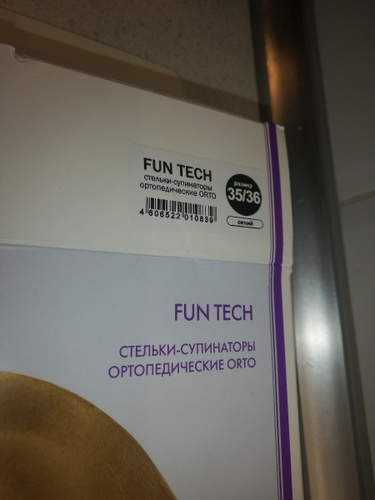 FUN TECH
стельки-супинаторы
ортопедические ORTO
размер
35/36
4 606522 010839
FUN TECH
СТЕЛЬКИ-СУПИНАТОРЫ
ОРТОПЕДИЧЕСКИЕ ORTO